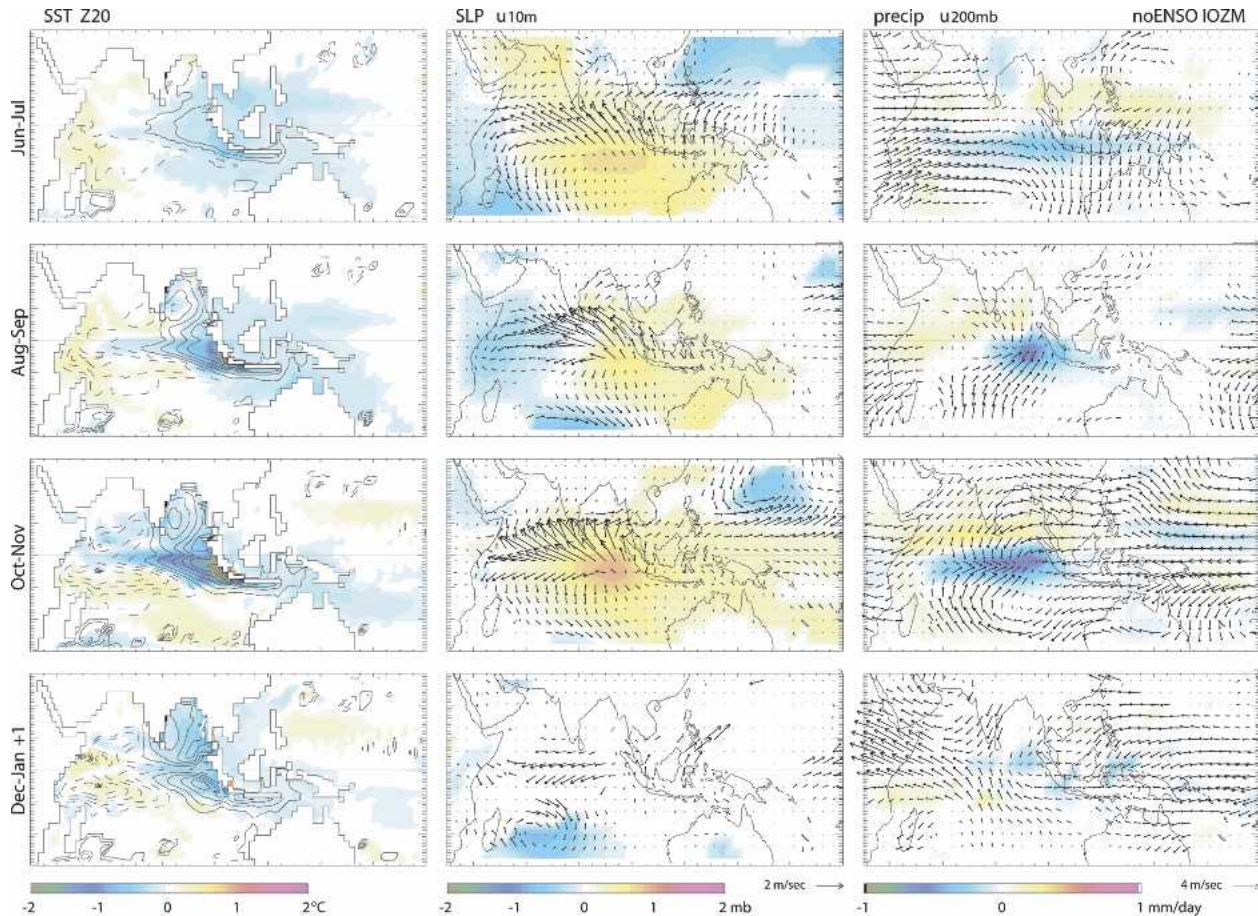 SST Z20 SLP u10m precip u200mb noENSO IOZM
Jun-Jul
Aug-Sep
Oct-Nov
Dec-Jan +1
2 m/sec 4 m/sec
-2 -1 0 1 2°C -2 -1 0 1 2 mb -1 0 1 mm/day